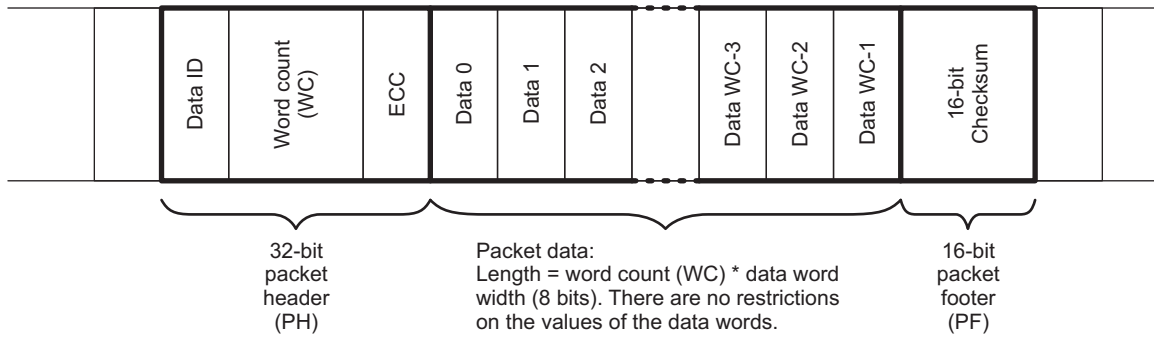 Data ID
Word count
(WC)
ECC
Data 0
Data 1
Data 2
Data WC-3
Data WC-2
Data WC-1
16-bit
Checksum
32-bit
packet
header
(PH)
Packet data:
Length = word count (WC) * data word
width (8 bits). There are no restrictions
on the values of the data words.
16-bit
packet
footer
(PF)